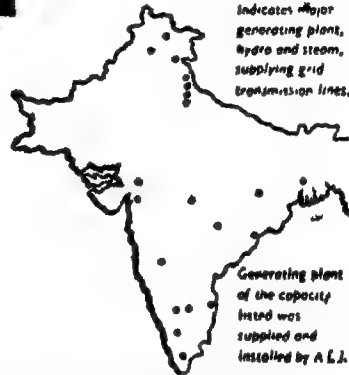 Indicates major
generating plant,
hydro and steam,
supplying grid
transmission lines.
Generating plant
of the capacity
listed was
supplied and
installed by A.E.I.